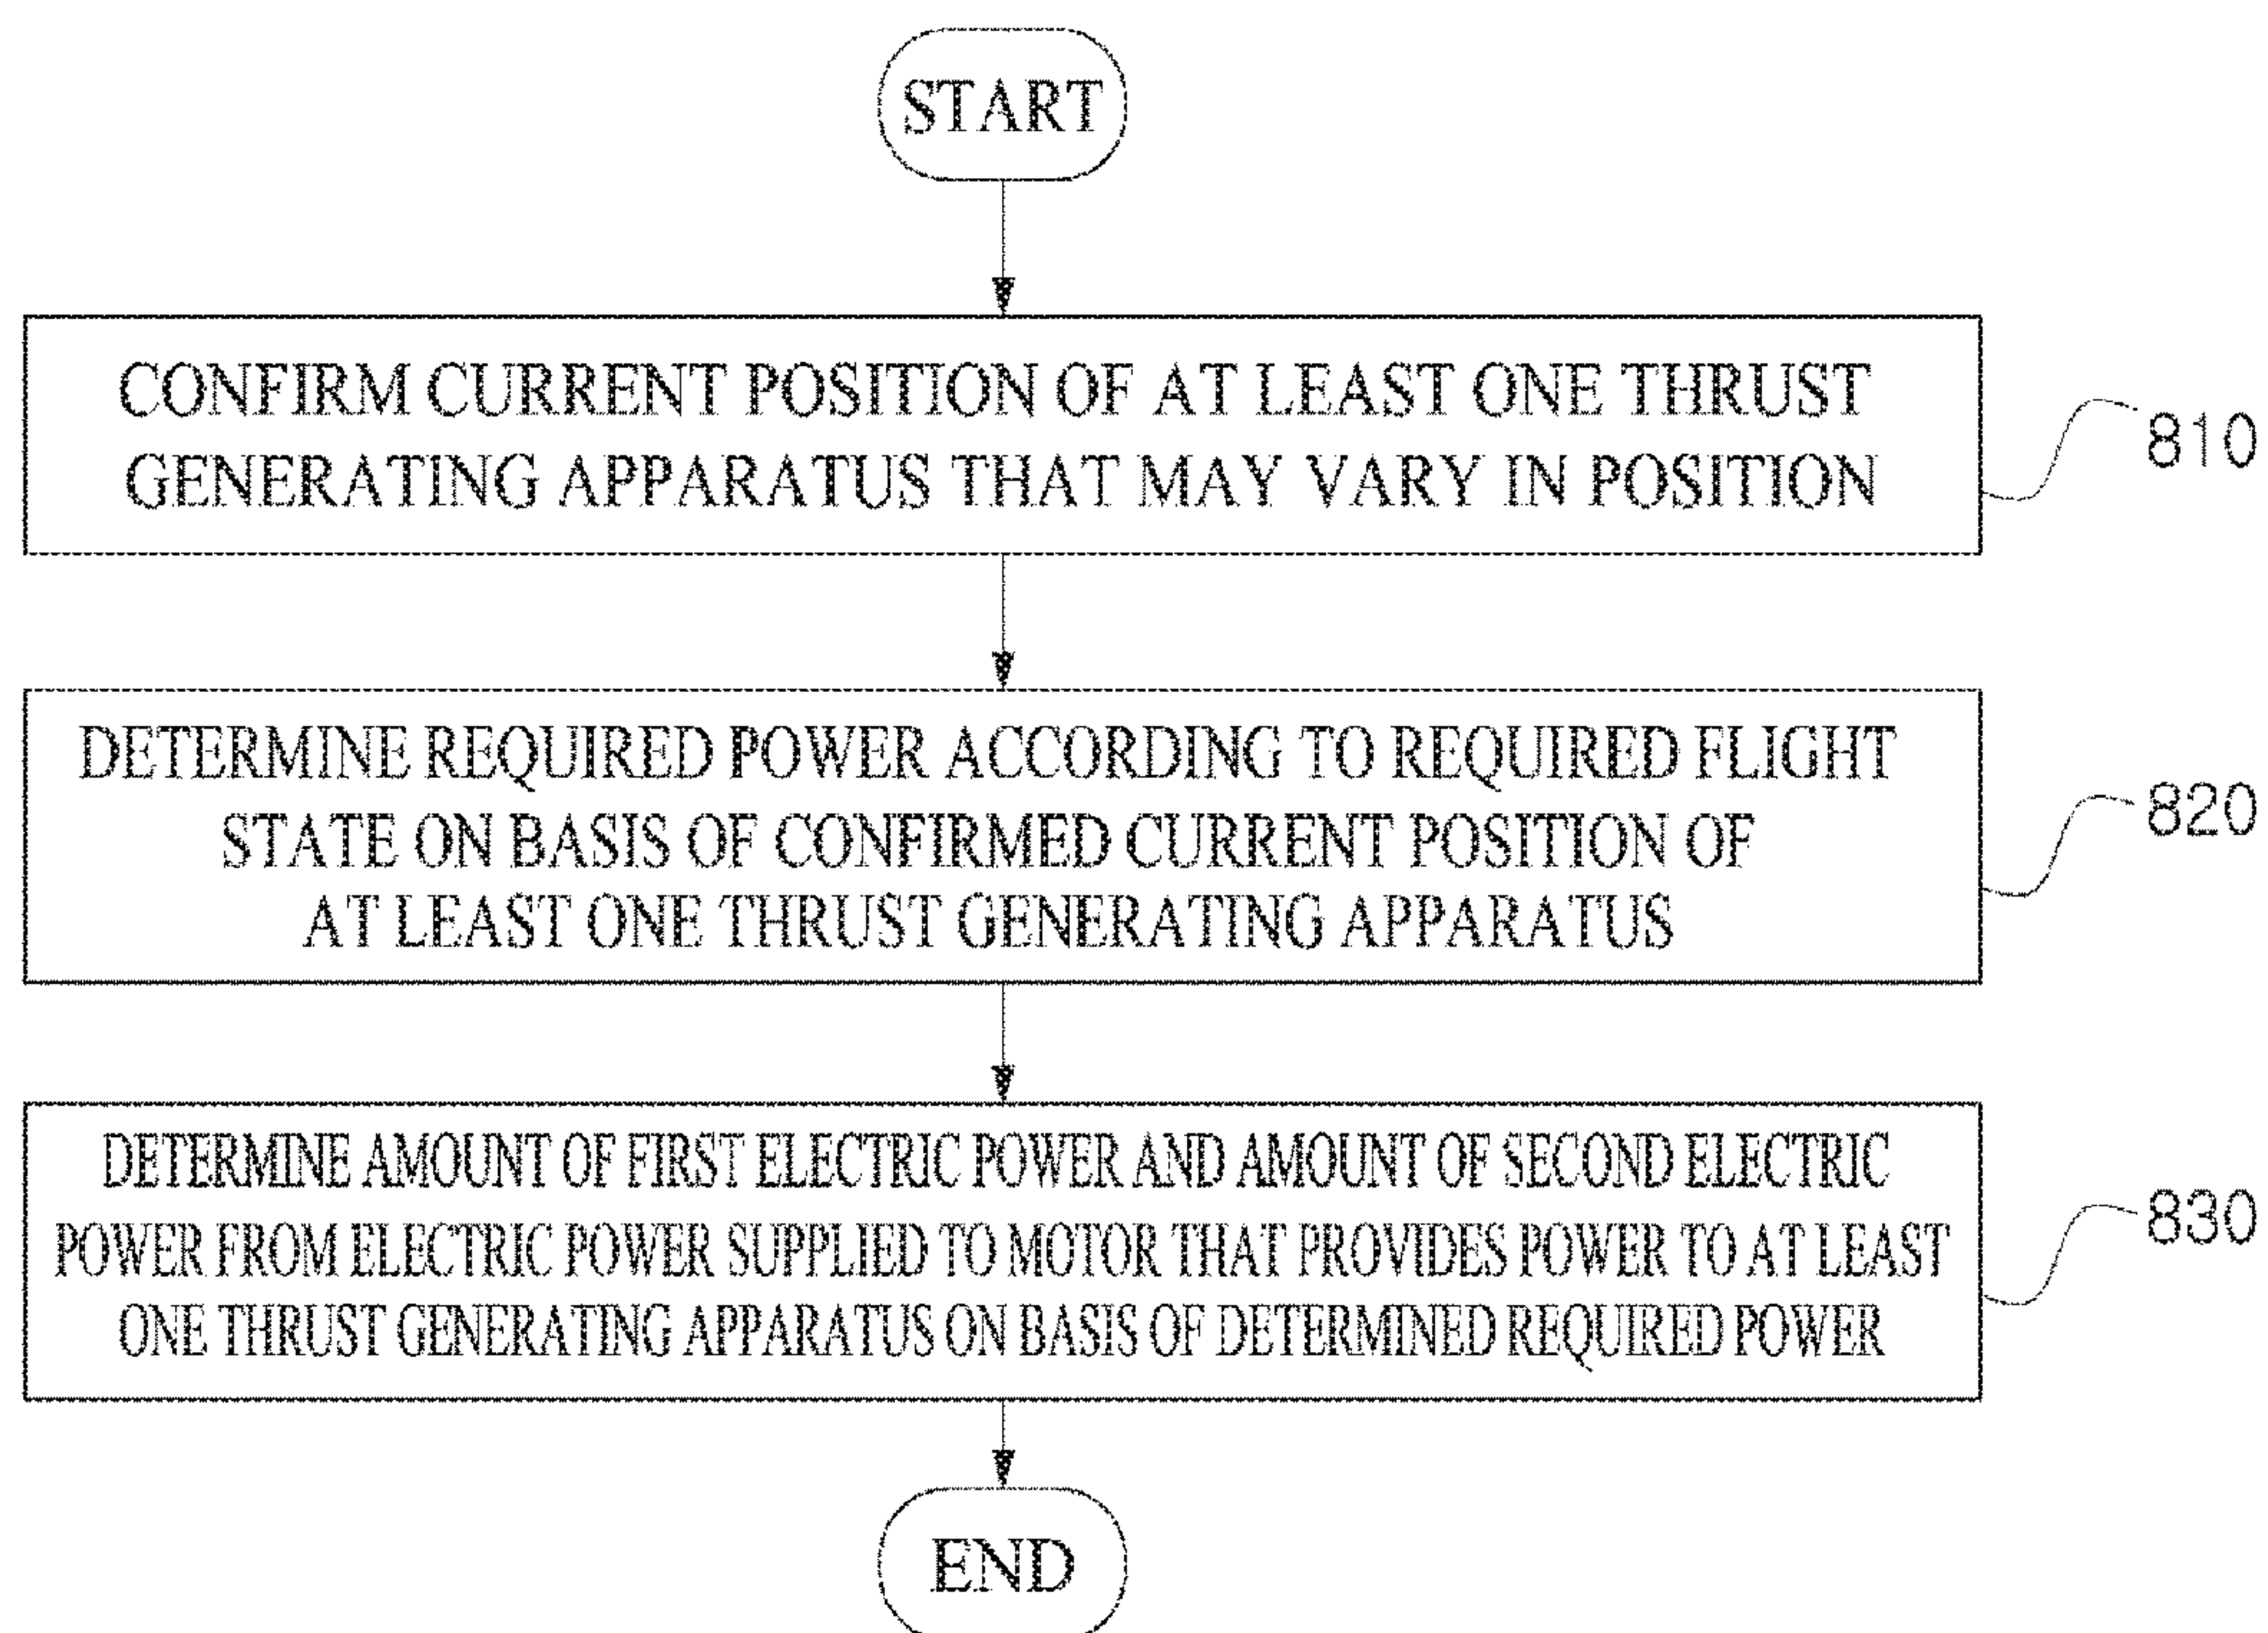 START
CONFIRM CURRENT POSITION OF AT LEAST ONE THRUST
GENERATING APPARATUS THAT MAY VARY IN POSITION
810
DETERMINE REQUIRED POWER ACCORDING TO REQUIRED FLIGHT
STATE ON BASIS OF CONFIRMED CURRENT POSITION OF
AT LEAST ONE THRUST GENERATING APPARATUS
820
DETERMINE AMOUNT OF FIRST ELECTRIC POWER AND AMOUNT OF SECOND ELECTRIC
POWER FROM ELECTRIC POWER SUPPLIED TO MOTOR THAT PROVIDES POWER TO AT LEAST
ONE THRUST GENERATING APPARATUS ON BASIS OF DETERMINED REQUIRED POWER
830
END